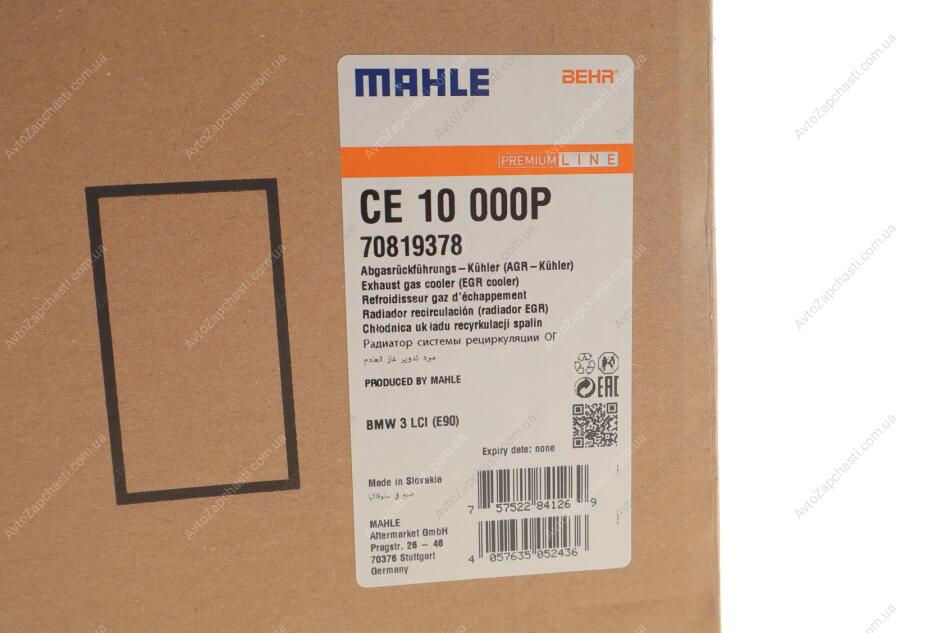 MAHLE
BEHR®
PREMIUM LINE
CE 10 000P
70819378
Abgasrückführungs – Kühler (AGR – Kühler)
Exhaust gas cooler (EGR cooler)
Refroidisseur gaz d'échappement
Radiador recirculación (radiador EGR)
Chłodnica układu recyrkulacji spalin
Радиатор системы рециркуляции ОГ
مبرد تدوير غاز العادم
PRODUCED BY MAHLE
EAC
BMW 3 LCI (E90)
Expiry date: none
Made in Slovakia
صنع في سلوفاكيا
7 57522 84126 9
MAHLE
Aftermarket GmbH
Pragstr. 26 – 46
70376 Stuttgart
Germany
4 057635 052436
AvtoZapchasti.com.ua